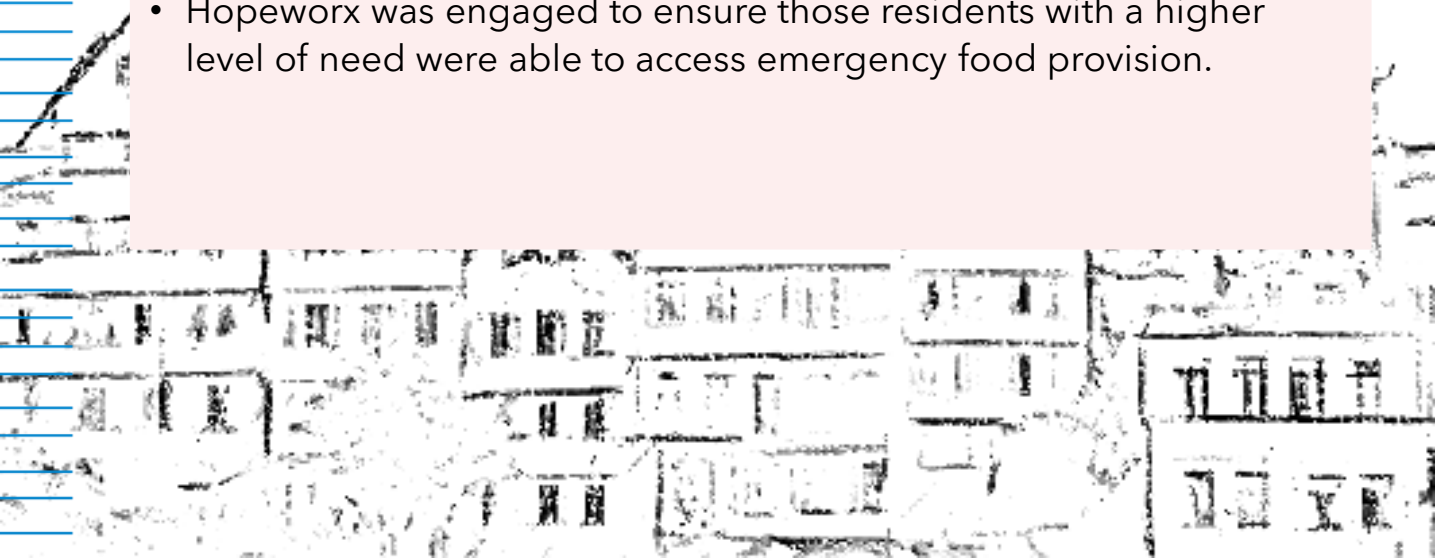 • Hopeworx was engaged to ensure those residents with a higher
level of need were able to access emergency food provision.